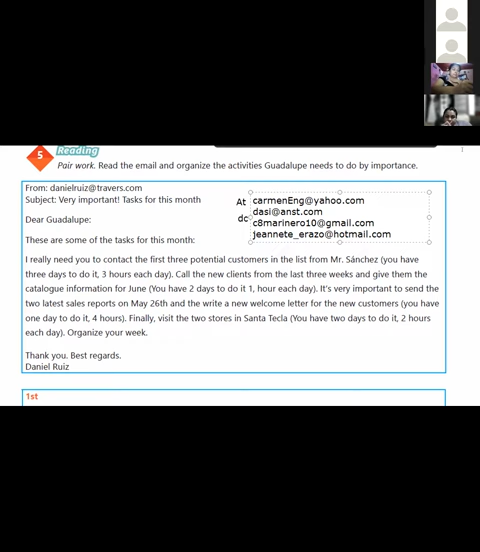 5 Reading
Pair work. Read the email and organize the activities Guadalupe needs to do by importance.
From: danielruiz@travers.com
Subject: Very important! Tasks for this month
At carmenEng@yahoo.com
dasi@anst.com
dc c8marinero10@gmail.com
jeannete_erazo@hotmail.com
Dear Guadalupe:
These are some of the tasks for this month:
I really need you to contact the first three potential customers in the list from Mr. Sánchez (you have
three days to do it, 3 hours each day). Call the new clients from the last three weeks and give them the
catalogue information for June (You have 2 days to do it 1, hour each day). It's very important to send the
two latest sales reports on May 26th and the write a new welcome letter for the new customers (you have
one day to do it, 4 hours). Finally, visit the two stores in Santa Tecla (You have two days to do it, 2 hours
each day). Organize your week.
Thank you. Best regards.
Daniel Ruiz
1st